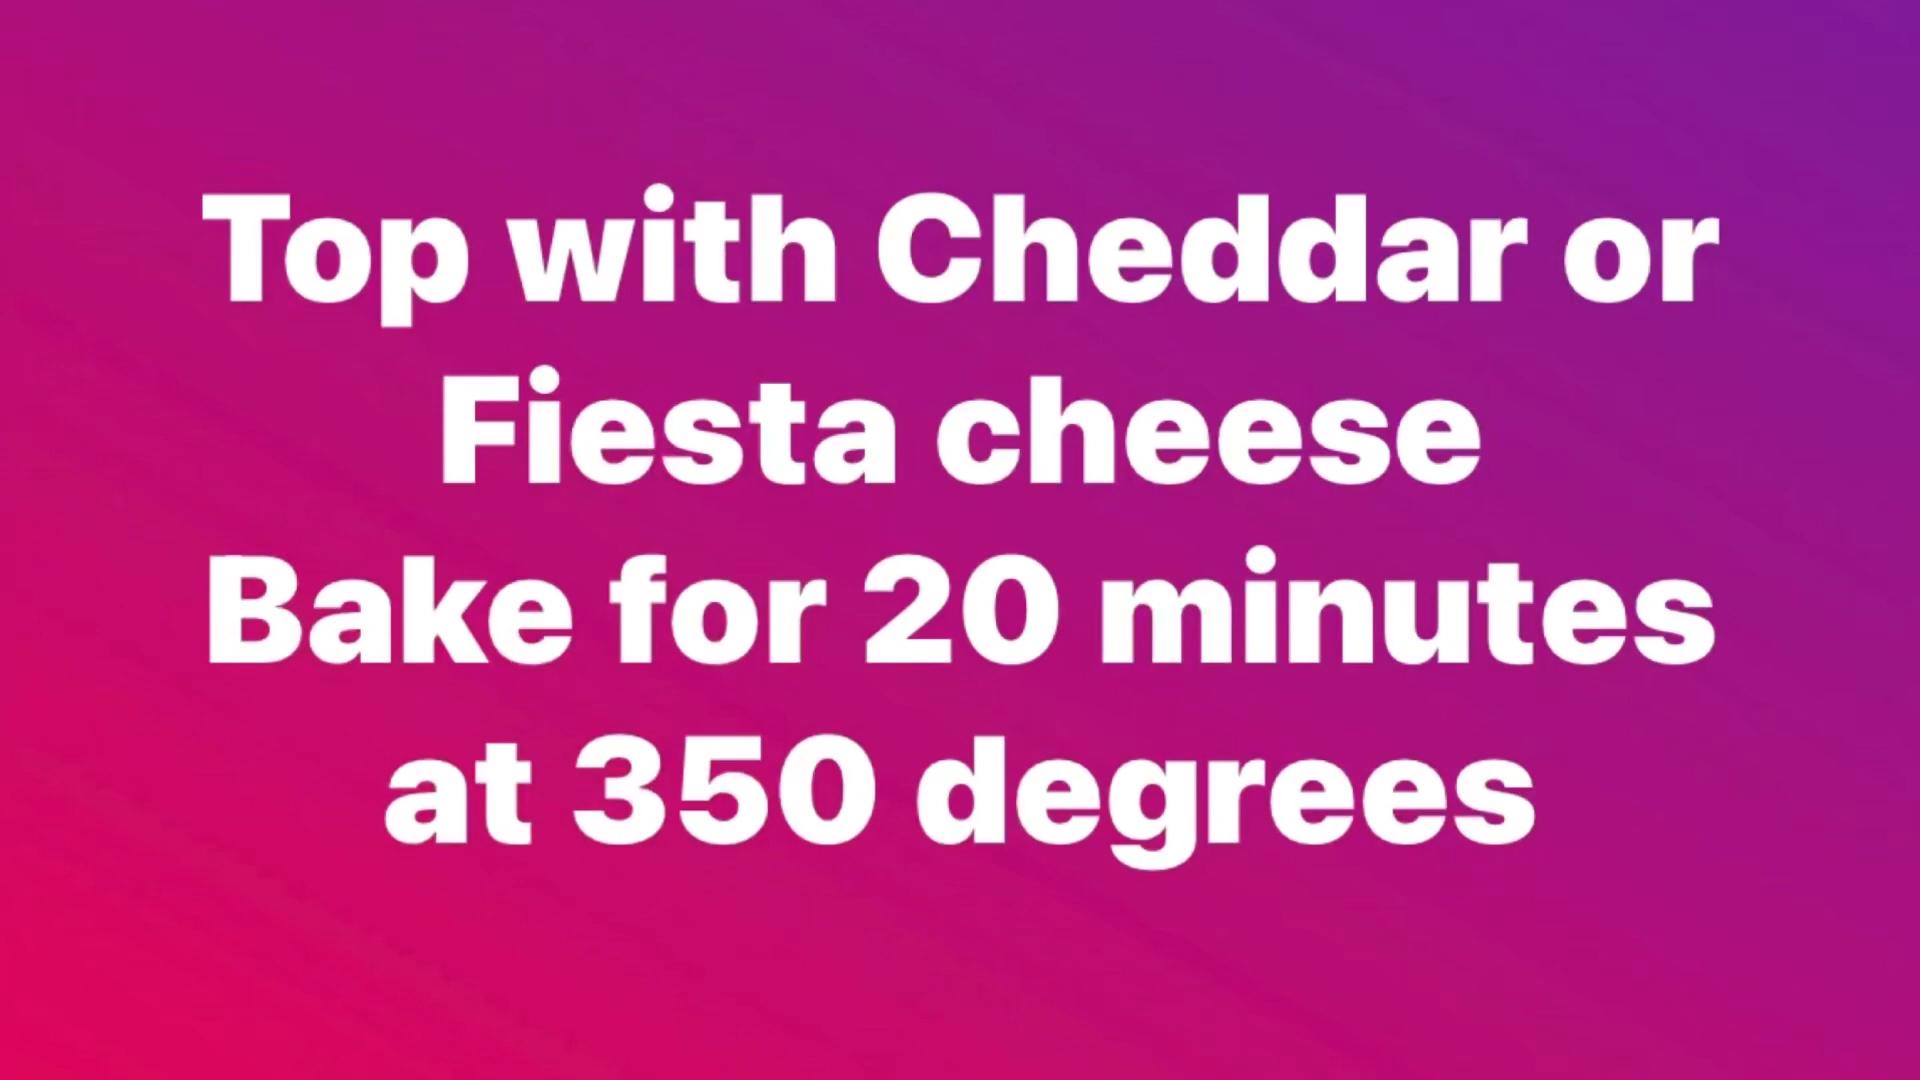 Top with Cheddar or
Fiesta cheese
Bake for 20 minutes
at 350 degrees